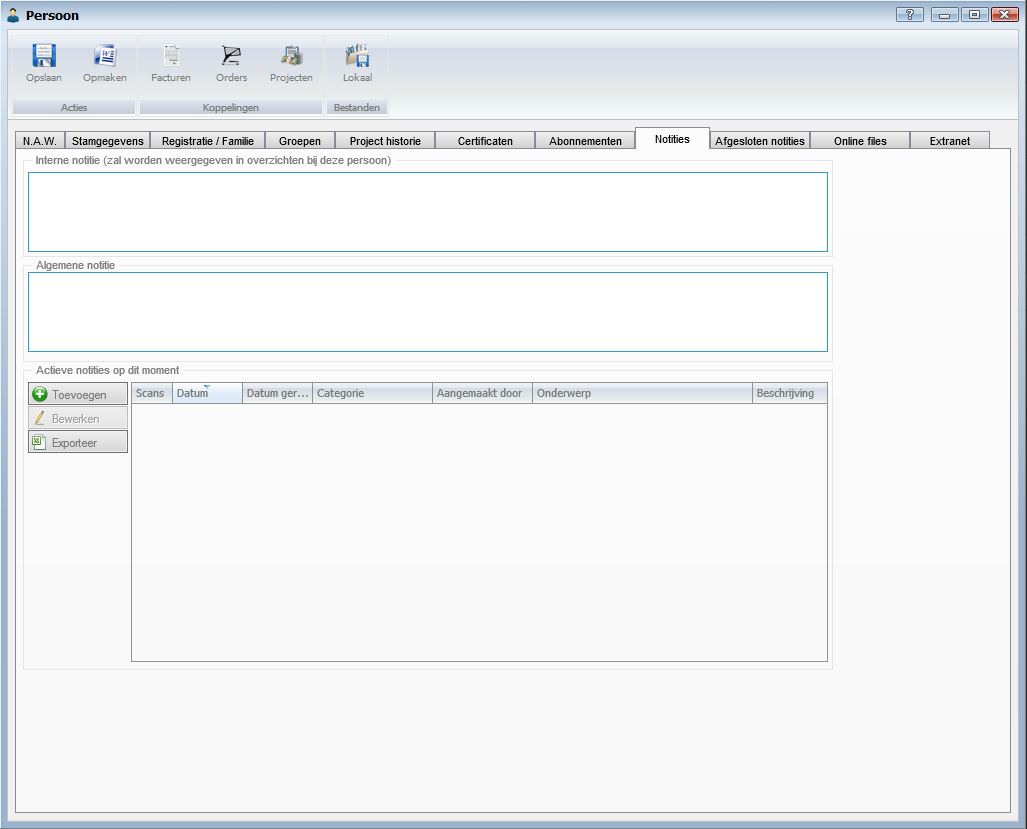 Persoon
?
Opslaan Opmaken Facturen Orders Projecten Lokaal
Acties Koppelingen Bestanden
N.A.W. Stamgegevens Registratie / Familie Groepen Project historie Certificaten Abonnementen Notities Afgesloten notities Online files Extranet
Interne notitie (zal worden weergegeven in overzichten bij deze persoon)
Algemene notitie
Actieve notities op dit moment
Toevoegen
Bewerken
Exporteer
Scans Datum Datum ger... Categorie Aangemaakt door Onderwerp Beschrijving